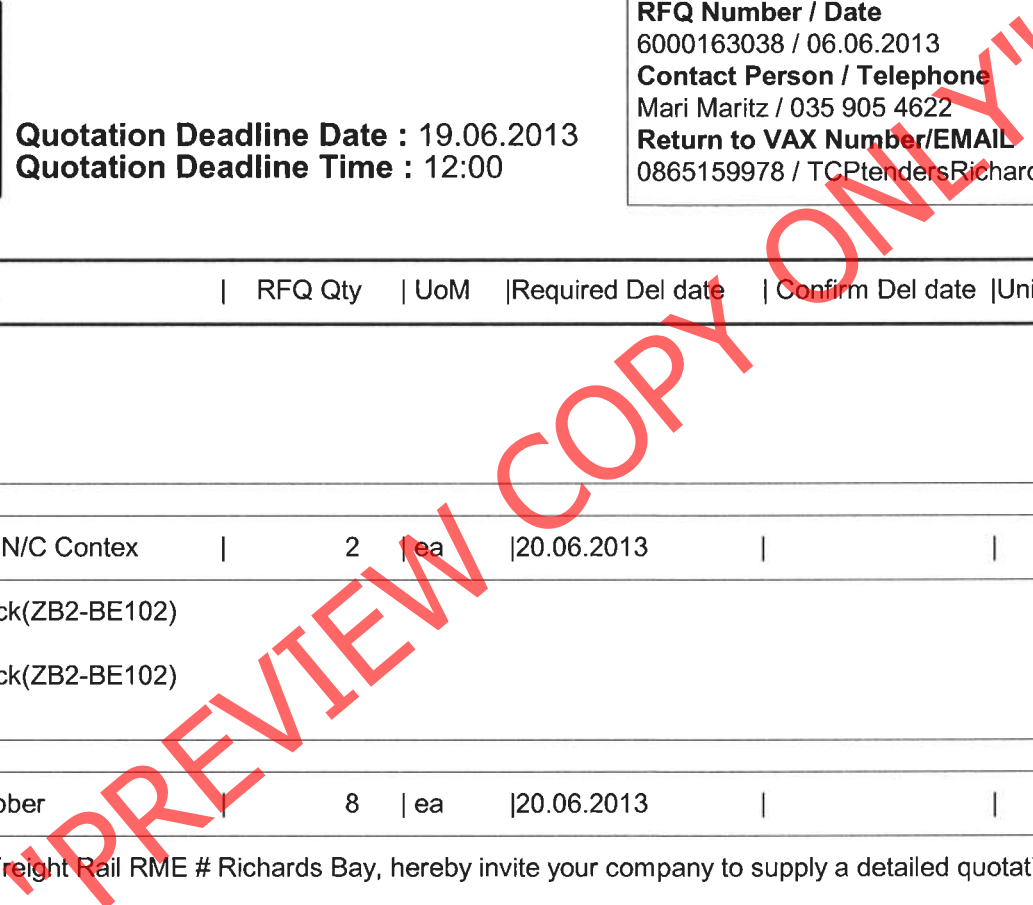 RFQ Number / Date
6000163038 / 06.06.2013
Contact Person / Telephone
Mari Maritz / 035 905 4622
Quotation Deadline Date : 19.06.2013
Return to VAX Number/EMAIL
Quotation Deadline Time : 12:00
0865159978 / TCPtendersRichard
| RFQ Qty | UoM |Required Del date | Confirm Del date |Uni
N/C Contex | 2 | ea |20.06.2013 | |
ck(ZB2-BE102)
ck(ZB2-BE102)
ober | 8 | ea |20.06.2013 | |
Freight Rail RME # Richards Bay, hereby invite your company to supply a detailed quotat
"PREVIEW COPY ONLY"